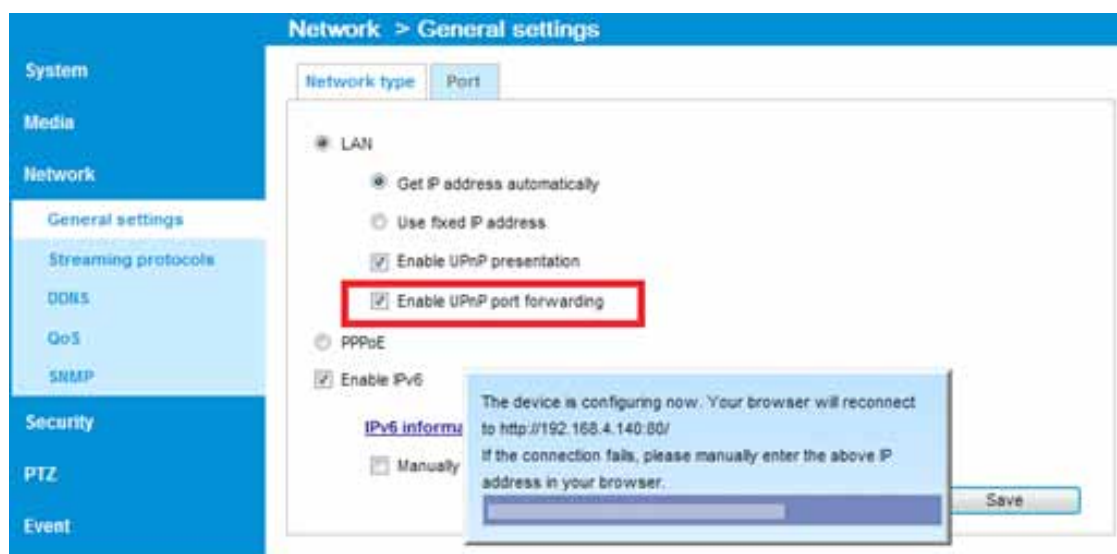 Network > General settings
System
Media
Network
General settings
Streaming protocols
DDNS
QoS
SNMP
Security
PTZ
Event
Network type
Port
LAN
Get IP address automatically
Use fixed IP address
Enable UPnP presentation
Enable UPnP port forwarding
PPPoE
Enable IPv6
IPv6 informa
Manually
The device is configuring now. Your browser will reconnect
to http://192.168.4.140:80/
If the connection fails, please manually enter the above IP
address in your browser.
Save